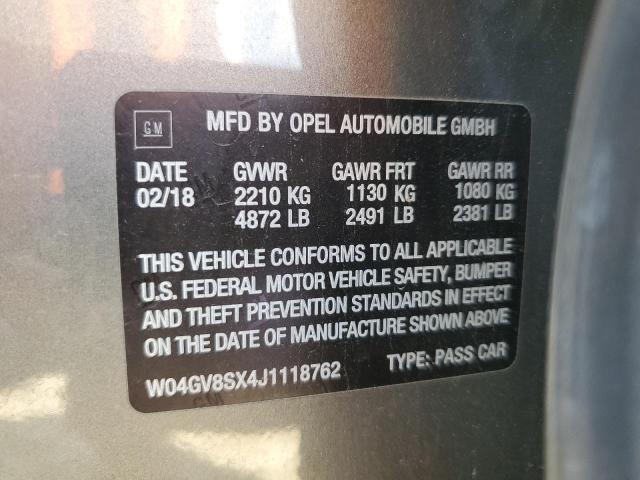 GM
MFD BY OPEL AUTOMOBILE GMBH
DATE GVWR GAWR FRT GAWR RR
02/18 2210 KG 1130 KG 1080 KG
4872 LB 2491 LB 2381 LB
THIS VEHICLE CONFORMS TO ALL APPLICABLE
U.S. FEDERAL MOTOR VEHICLE SAFETY, BUMPER
AND THEFT PREVENTION STANDARDS IN EFFECT
ON THE DATE OF MANUFACTURE SHOWN ABOVE
W04GV8SX4J1118762 TYPE: PASS CAR